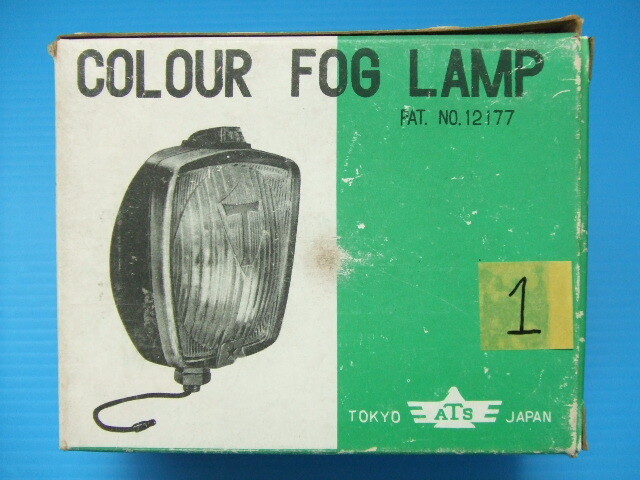 COLOUR FOG LAMP
PAT. NO.12177
1
TOKYO ATS JAPAN